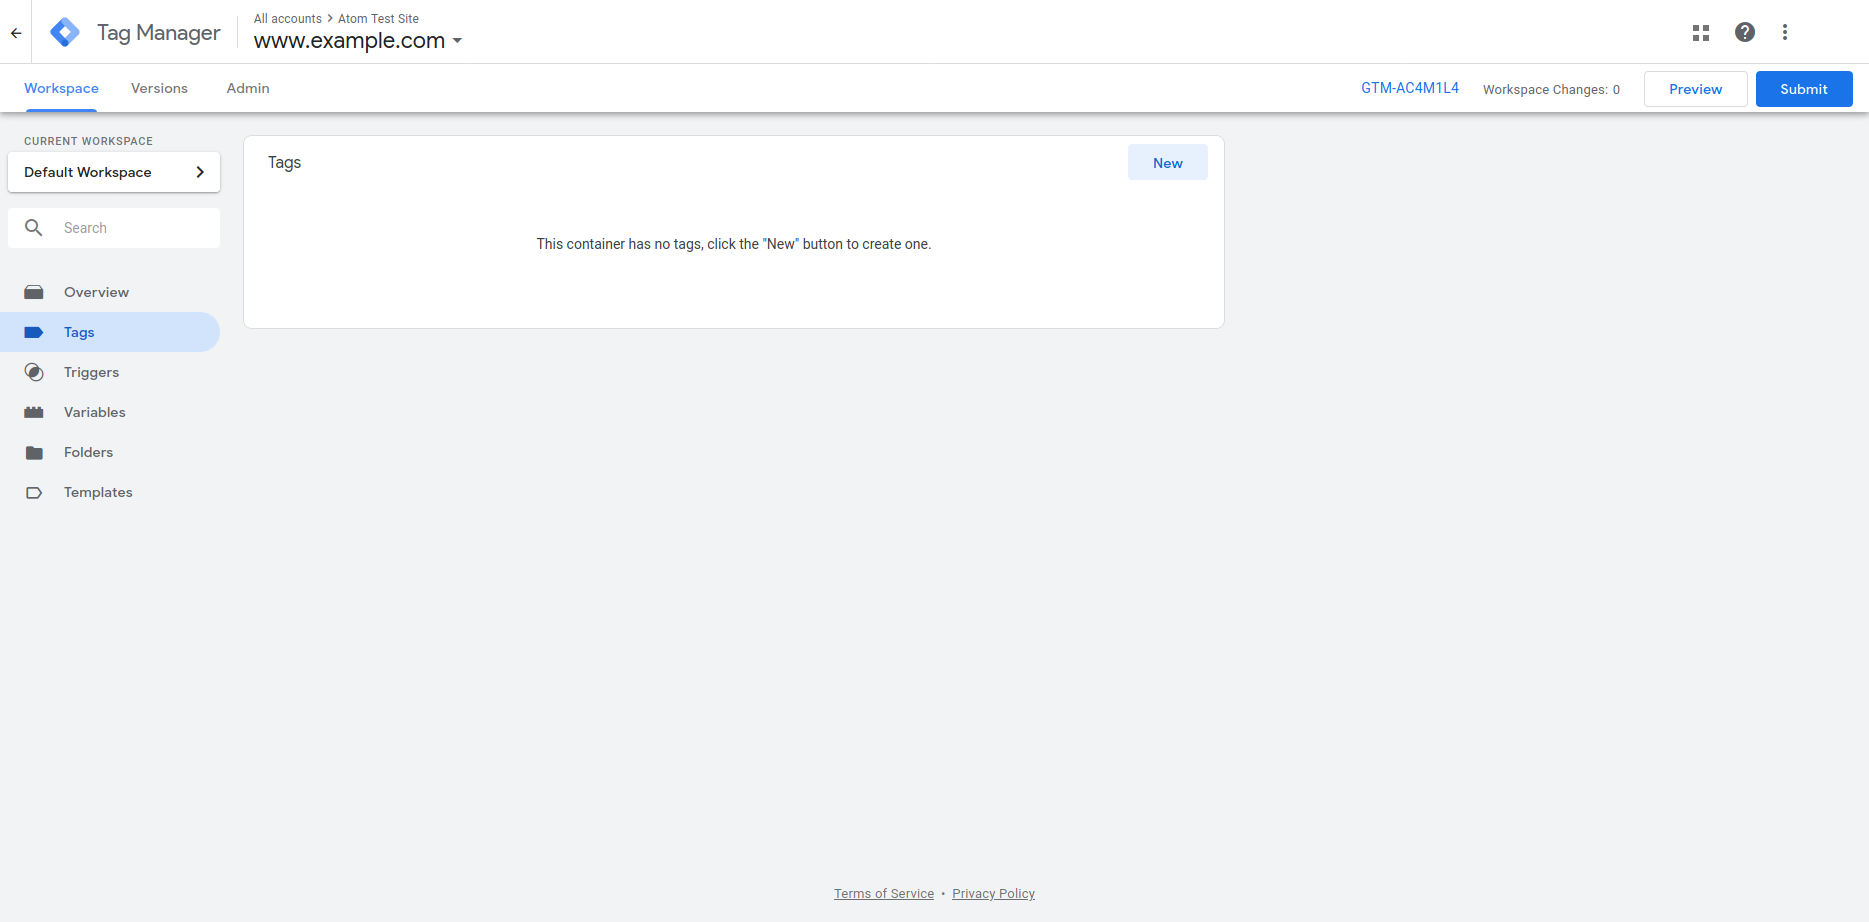 Tag Manager
All accounts > Atom Test Site
www.example.com
Workspace Versions Admin
GTM-AC4M1L4 Workspace Changes: 0 Preview Submit
CURRENT WORKSPACE
Default Workspace
Search
Overview
Tags
Triggers
Variables
Folders
Templates
Tags New
This container has no tags, click the "New" button to create one.
Terms of Service • Privacy Policy